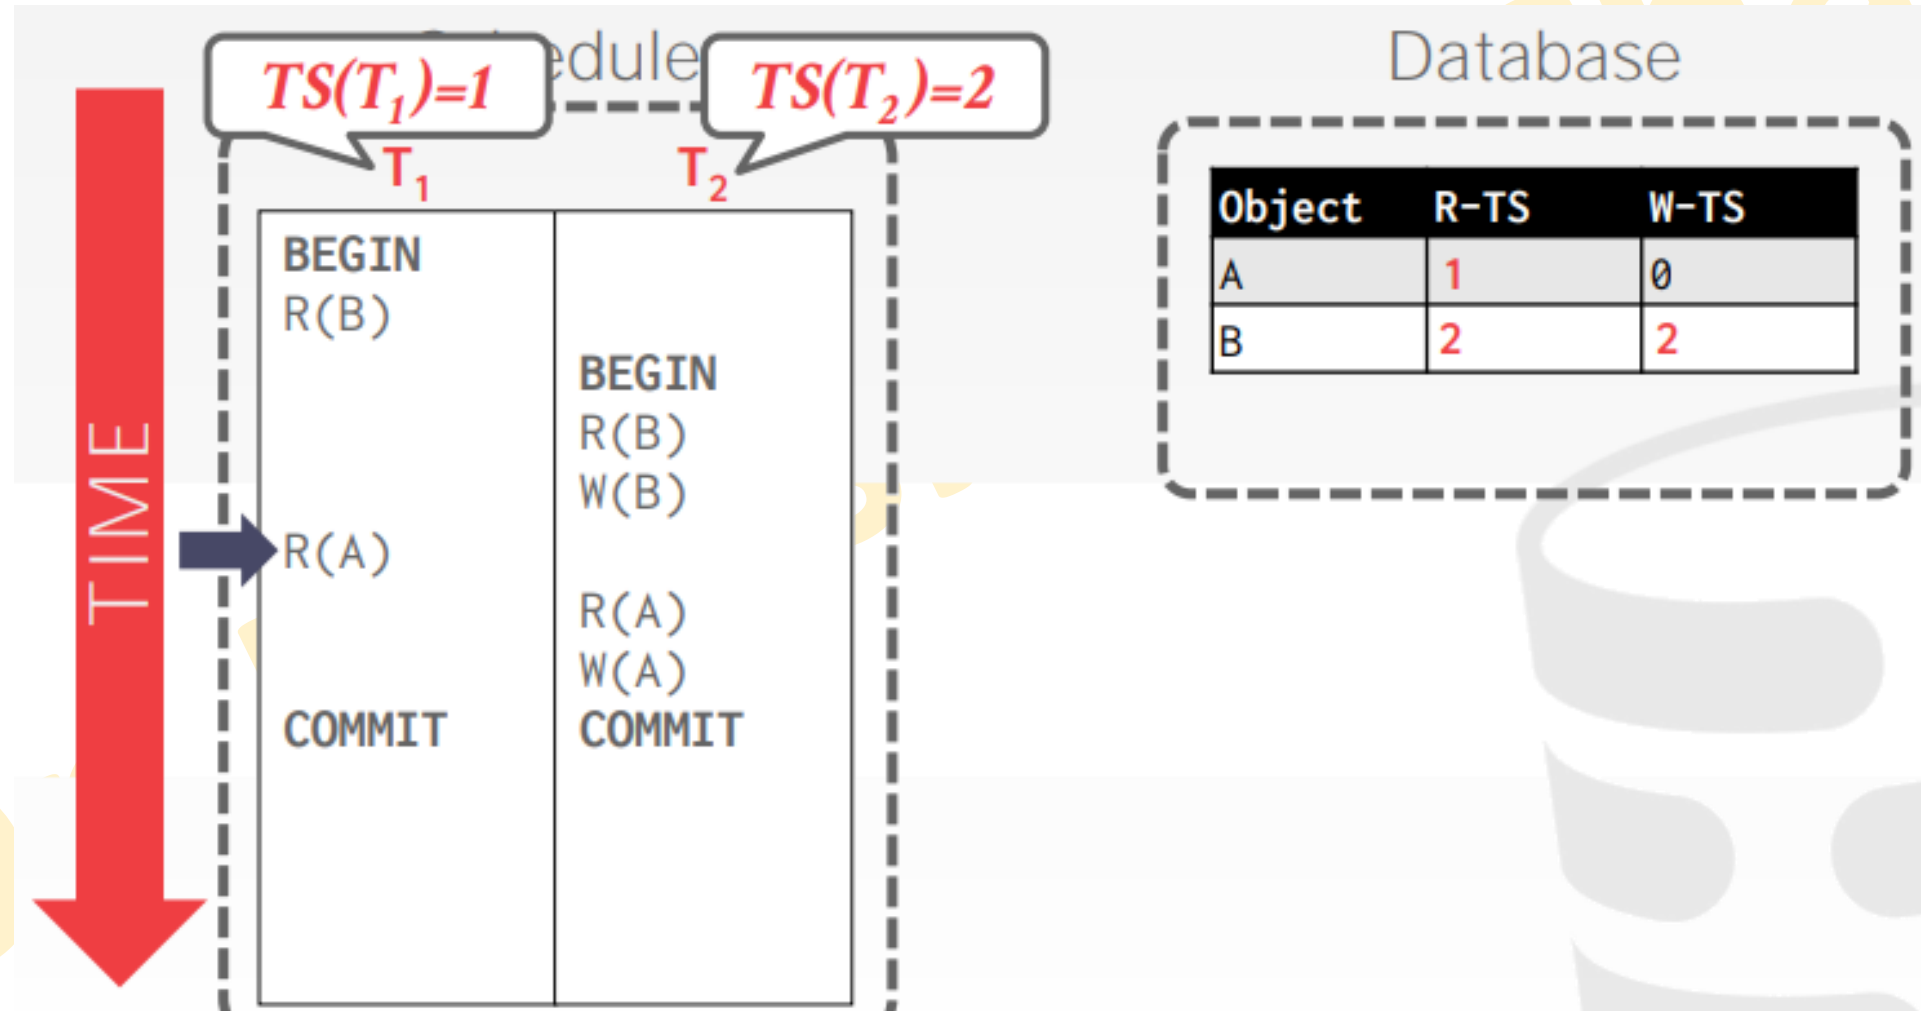 Schedule
Database
TS(T1)=1
TS(T2)=2
T1
T2
Object R-TS W-TS
A 1 0
B 2 2
BEGIN
R(B)
BEGIN
R(B)
W(B)
R(A)
R(A)
W(A)
COMMIT COMMIT
TIME